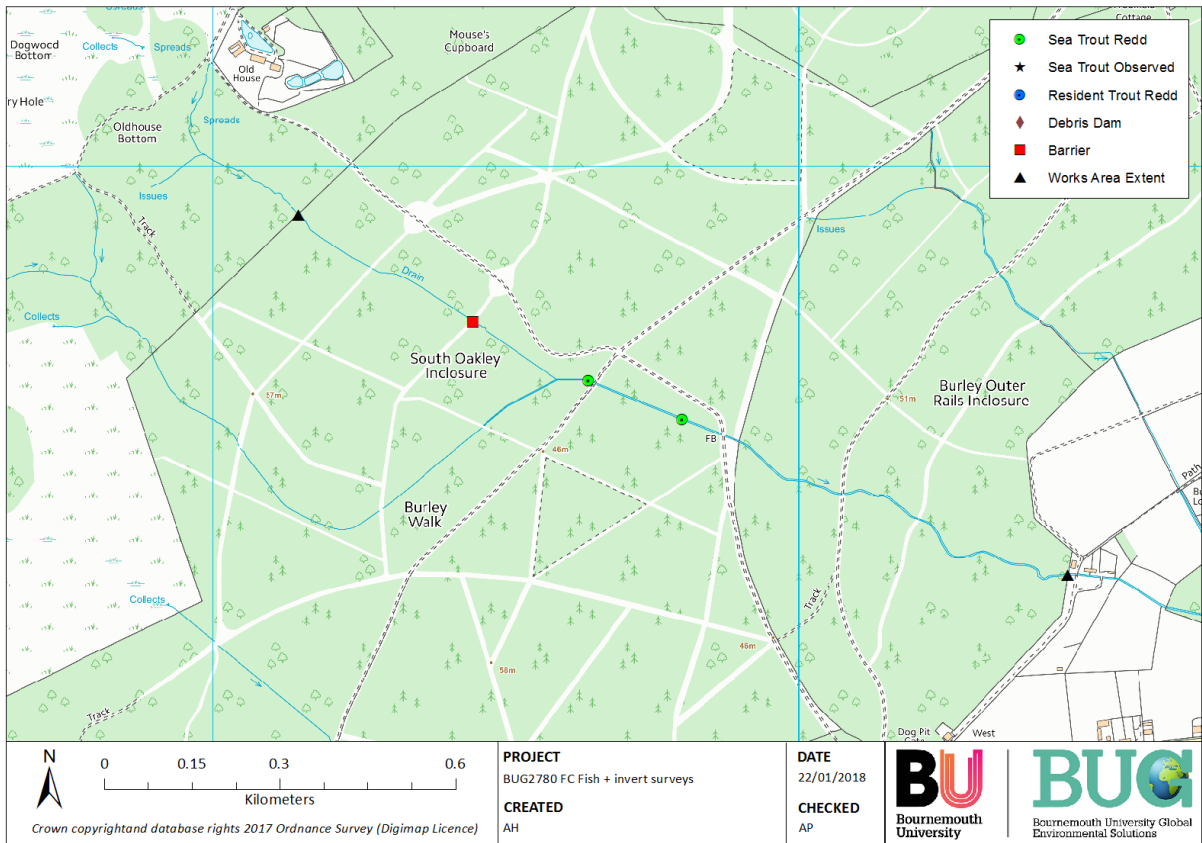 Spreads
Dogwood
Bottom
Collects
Spreads
Old
House
Mouse's
Cupboard
Cottage
ry Hole
Oldhouse
Bottom
Spreads
Issues
Track
Drain
Issues
Collects
South Oakley
Inclosure
57m
Burley Outer
Rails Inclosure
51m
FB
46m
Path
Burley
Walk
Collects
Track
46m
58m
Track
Dog Pit
West
Sea Trout Redd
Sea Trout Observed
Resident Trout Redd
Debris Dam
Barrier
Works Area Extent
N
0 0.15 0.3 0.6
Kilometers
Crown copyrightand database rights 2017 Ordnance Survey (Digimap Licence)
PROJECT
BUG2780 FC Fish + invert surveys
CREATED
AH
DATE
22/01/2018
CHECKED
AP
BU
Bournemouth
University
BUG
Bournemouth University Global
Environmental Solutions